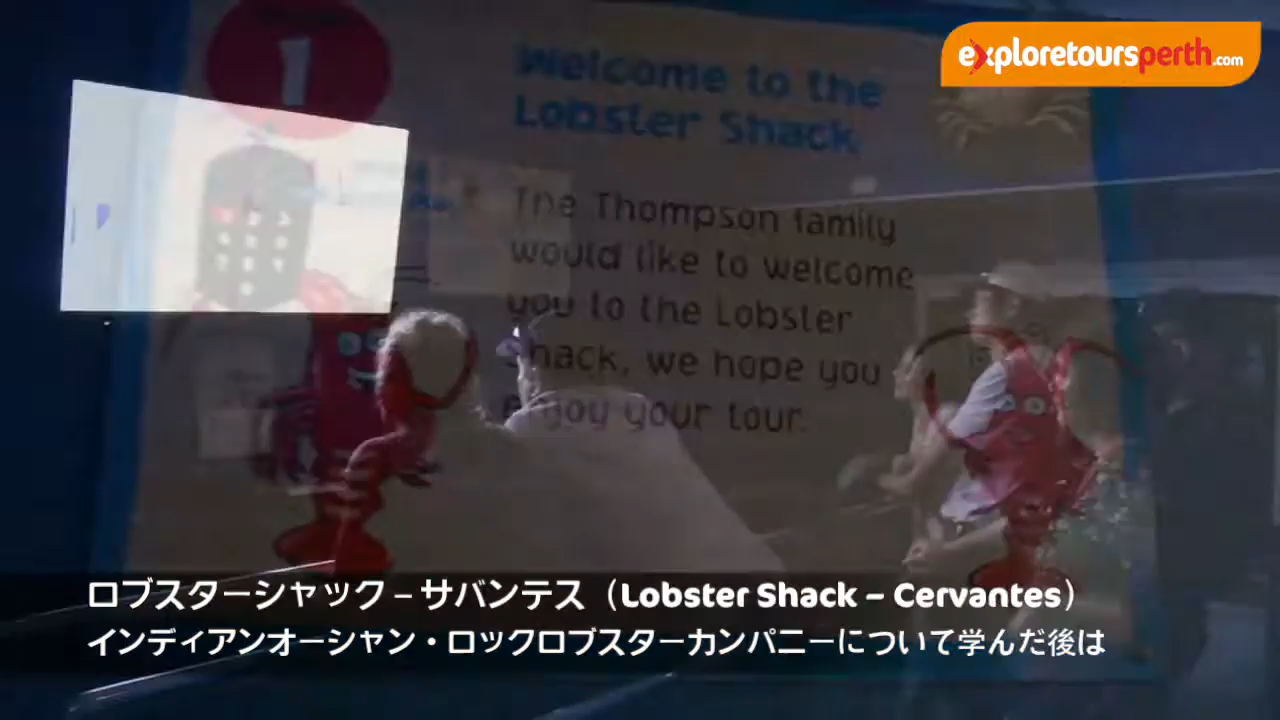 exploretoursperth.com
1
Welcome to the
Lobster Shack
The Thompson family
would like to welcome
you to the Lobster
Shack, we hope you
enjoy your tour.
ロブスターシャック – サバンテス（Lobster Shack – Cervantes）
インディアンオーシャン・ロックロブスターカンパニーについて学んだ後は